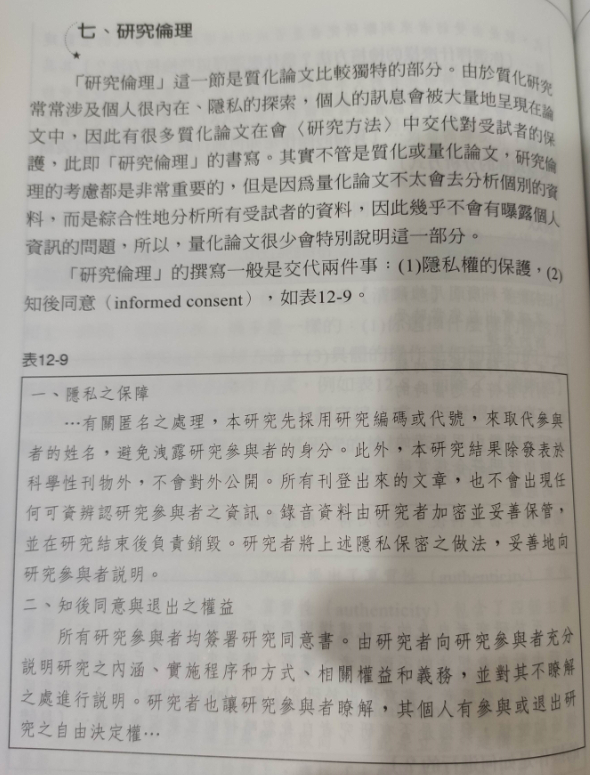 七、研究倫理
「研究倫理」這一節是質化論文比較獨特的部分。由於質化研究
常常涉及個人很內在、隱私的探索，個人的訊息會被大量地呈現在論
文中，因此有很多質化論文在會〈研究方法〉中交代對受試者的保
護，此即「研究倫理」的書寫。其實不管是質化或量化論文，研究倫
理的考慮都是非常重要的，但是因為量化論文不太會去分析個別的資
料，而是綜合性地分析所有受試者的資料，因此幾乎不會有曝露個人
資訊的問題，所以，量化論文很少會特別說明這一部分。
「研究倫理」的撰寫一般是交代兩件事：(1)隱私權的保護，(2)
知後同意（informed consent），如表12-9。
表12-9
一、隱私之保障
…有關匿名之處理，本研究先採用研究編碼或代號，來取代參與
者的姓名，避免洩露研究參與者的身分。此外，本研究結果除發表於
科學性刊物外，不會對外公開。所有刊登出來的文章，也不會出現任
何可資辨認研究參與者之資訊。錄音資料由研究者加密並妥善保管，
並在研究結束後負責銷毀。研究者將上述隱私保密之做法，妥善地向
研究參與者說明。
二、知後同意與退出之權益
所有研究參與者均簽署研究同意書。由研究者向研究參與者充分
說明研究之內涵、實施程序和方式、相關權益和義務，並對其不瞭解
之處進行說明。研究者也讓研究參與者瞭解，其個人有參與或退出研
究之自由決定權…